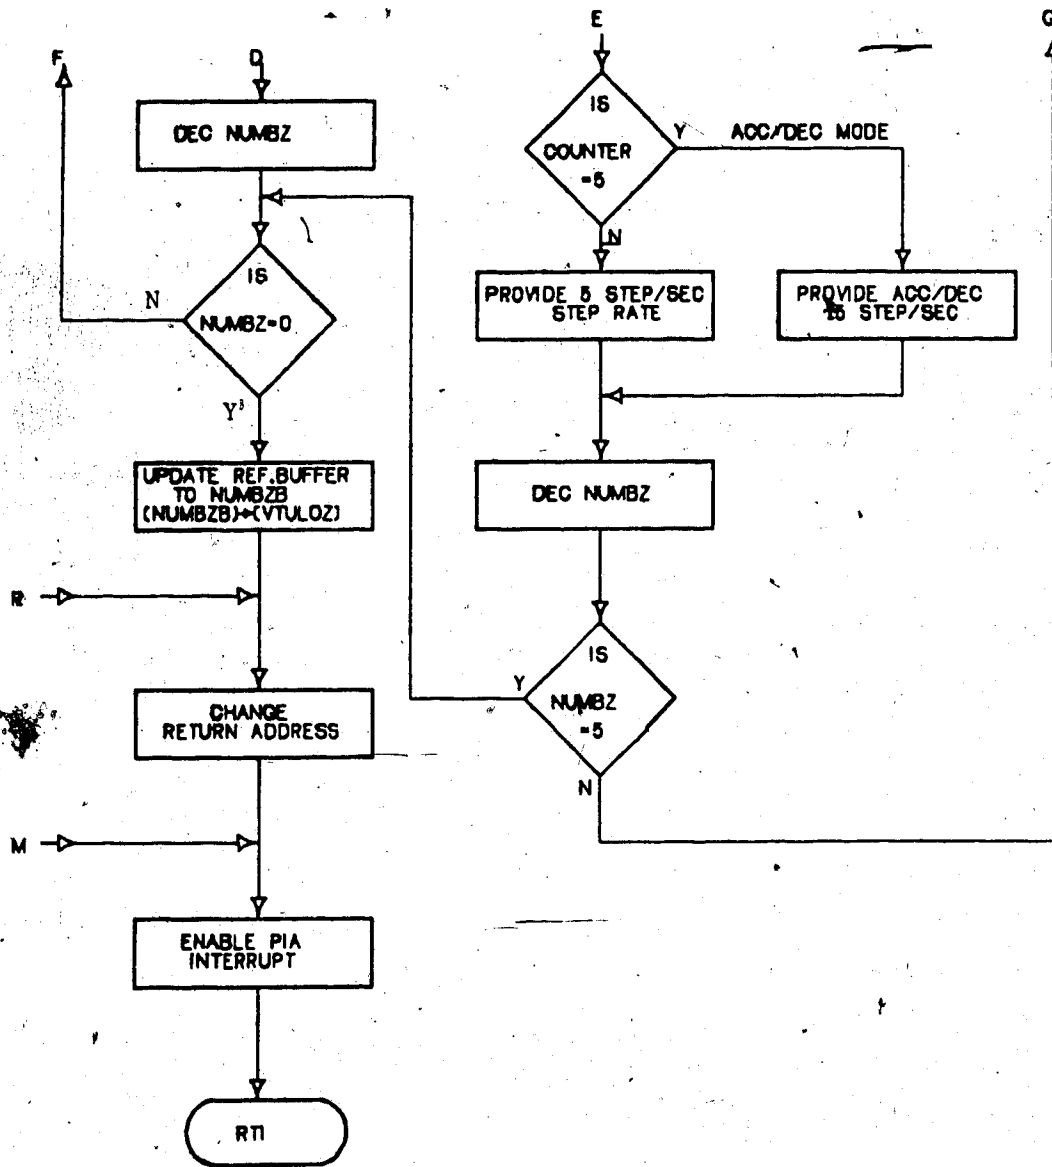 F
D
DEC NUMBZ
IS
NUMBZ=0
N
Y
UPDATE REF.BUFFER
TO NUMBZB
(NUMBZB)→(VTULOZ)
R
CHANGE
RETURN ADDRESS
M
ENABLE PIA
INTERRUPT
RTI
E
IS
COUNTER
=5
Y
ACC/DEC MODE
N
PROVIDE 5 STEP/SEC
STEP RATE
PROVIDE ACC/DEC
15 STEP/SEC
DEC NUMBZ
IS
NUMBZ
=5
Y
N